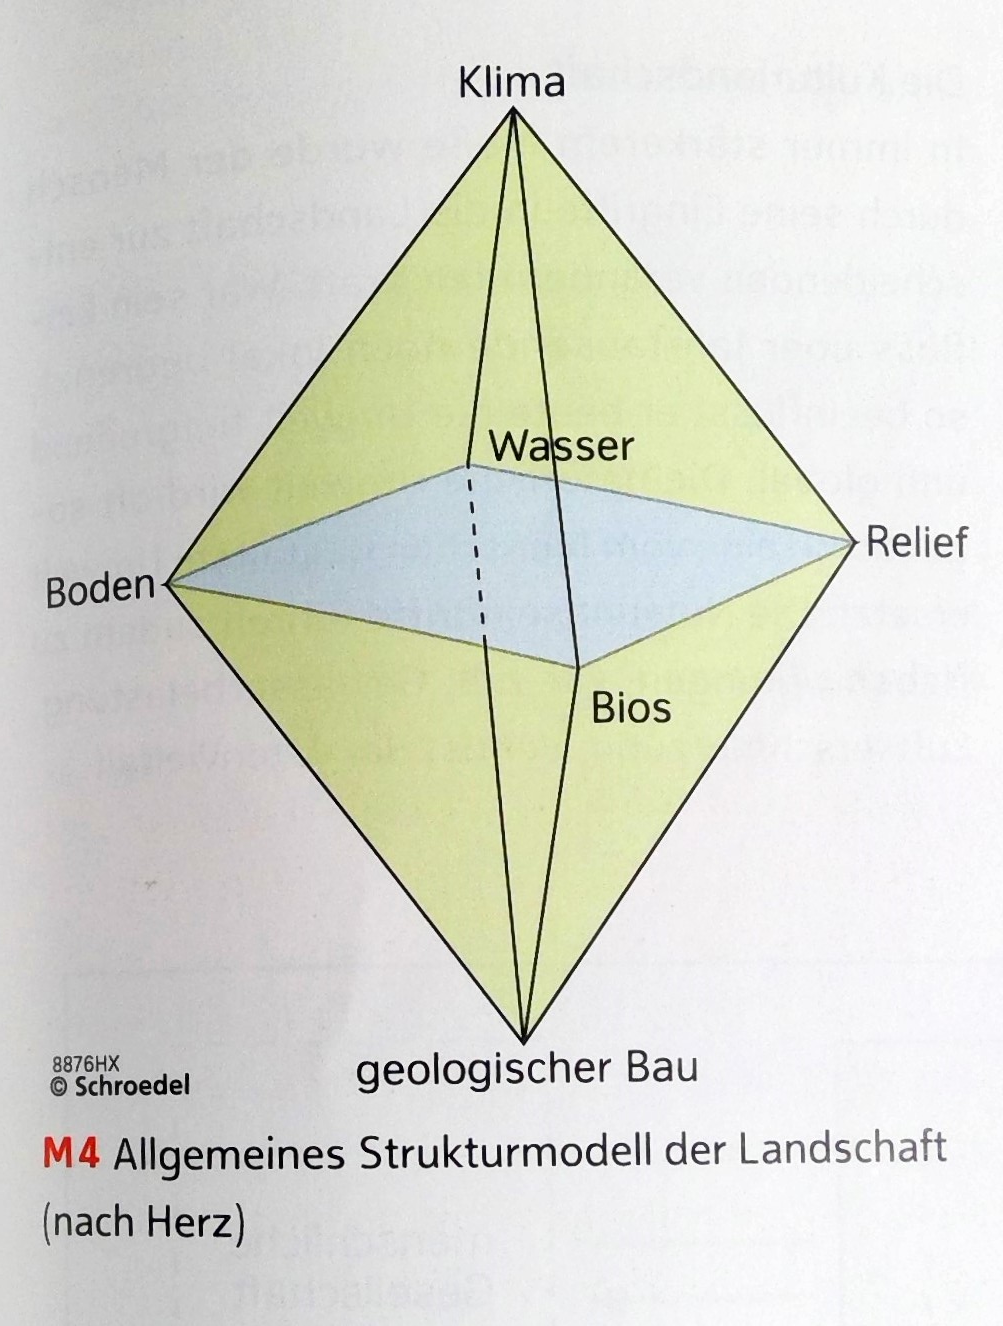 Klima
Wasser
Relief
Boden
Bios
geologischer Bau
8876HX
© Schroedel
M4 Allgemeines Strukturmodell der Landschaft
(nach Herz)